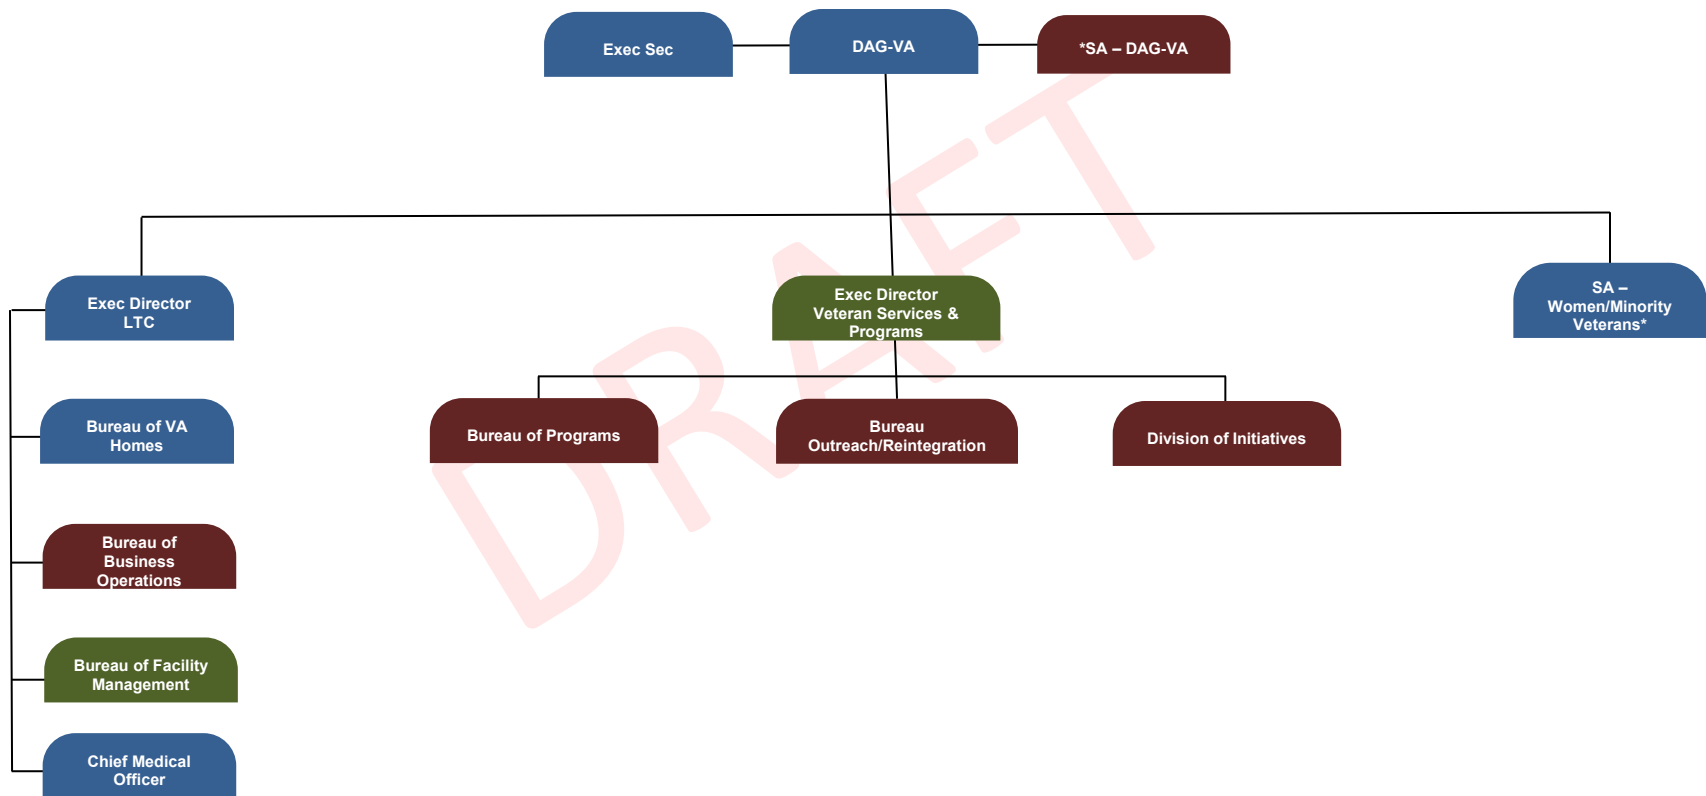 Exec Sec
DAG-VA
*SA – DAG-VA
DRAFT
Exec Director
LTC
Exec Director
Veteran Services &
Programs
SA –
Women/Minority
Veterans*
Bureau of VA
Homes
Bureau of Programs
Bureau
Outreach/Reintegration
Division of Initiatives
Bureau of
Business
Operations
Bureau of Facility
Management
Chief Medical
Officer